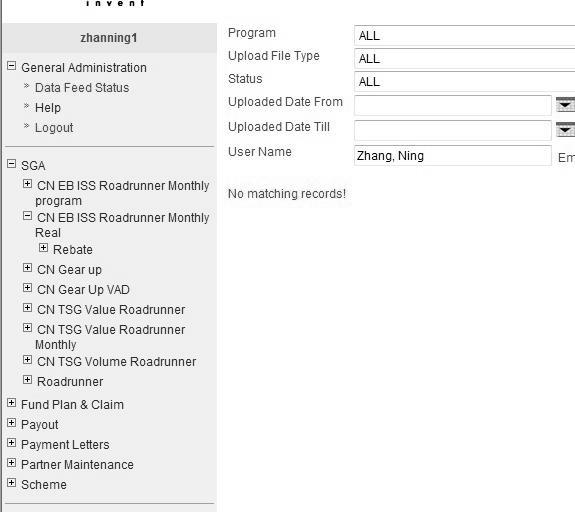 invent
zhanning1
General Administration
» Data Feed Status
» Help
» Logout
SGA
CN EB ISS Roadrunner Monthly
program
CN EB ISS Roadrunner Monthly
Real
Rebate
CN Gear up
CN Gear Up VAD
CN TSG Value Roadrunner
CN TSG Value Roadrunner
Monthly
CN TSG Volume Roadrunner
Roadrunner
Fund Plan & Claim
Payout
Payment Letters
Partner Maintenance
Scheme
Program ALL
Upload File Type ALL
Status ALL
Uploaded Date From
Uploaded Date Till
User Name Zhang, Ning Em
No matching records!